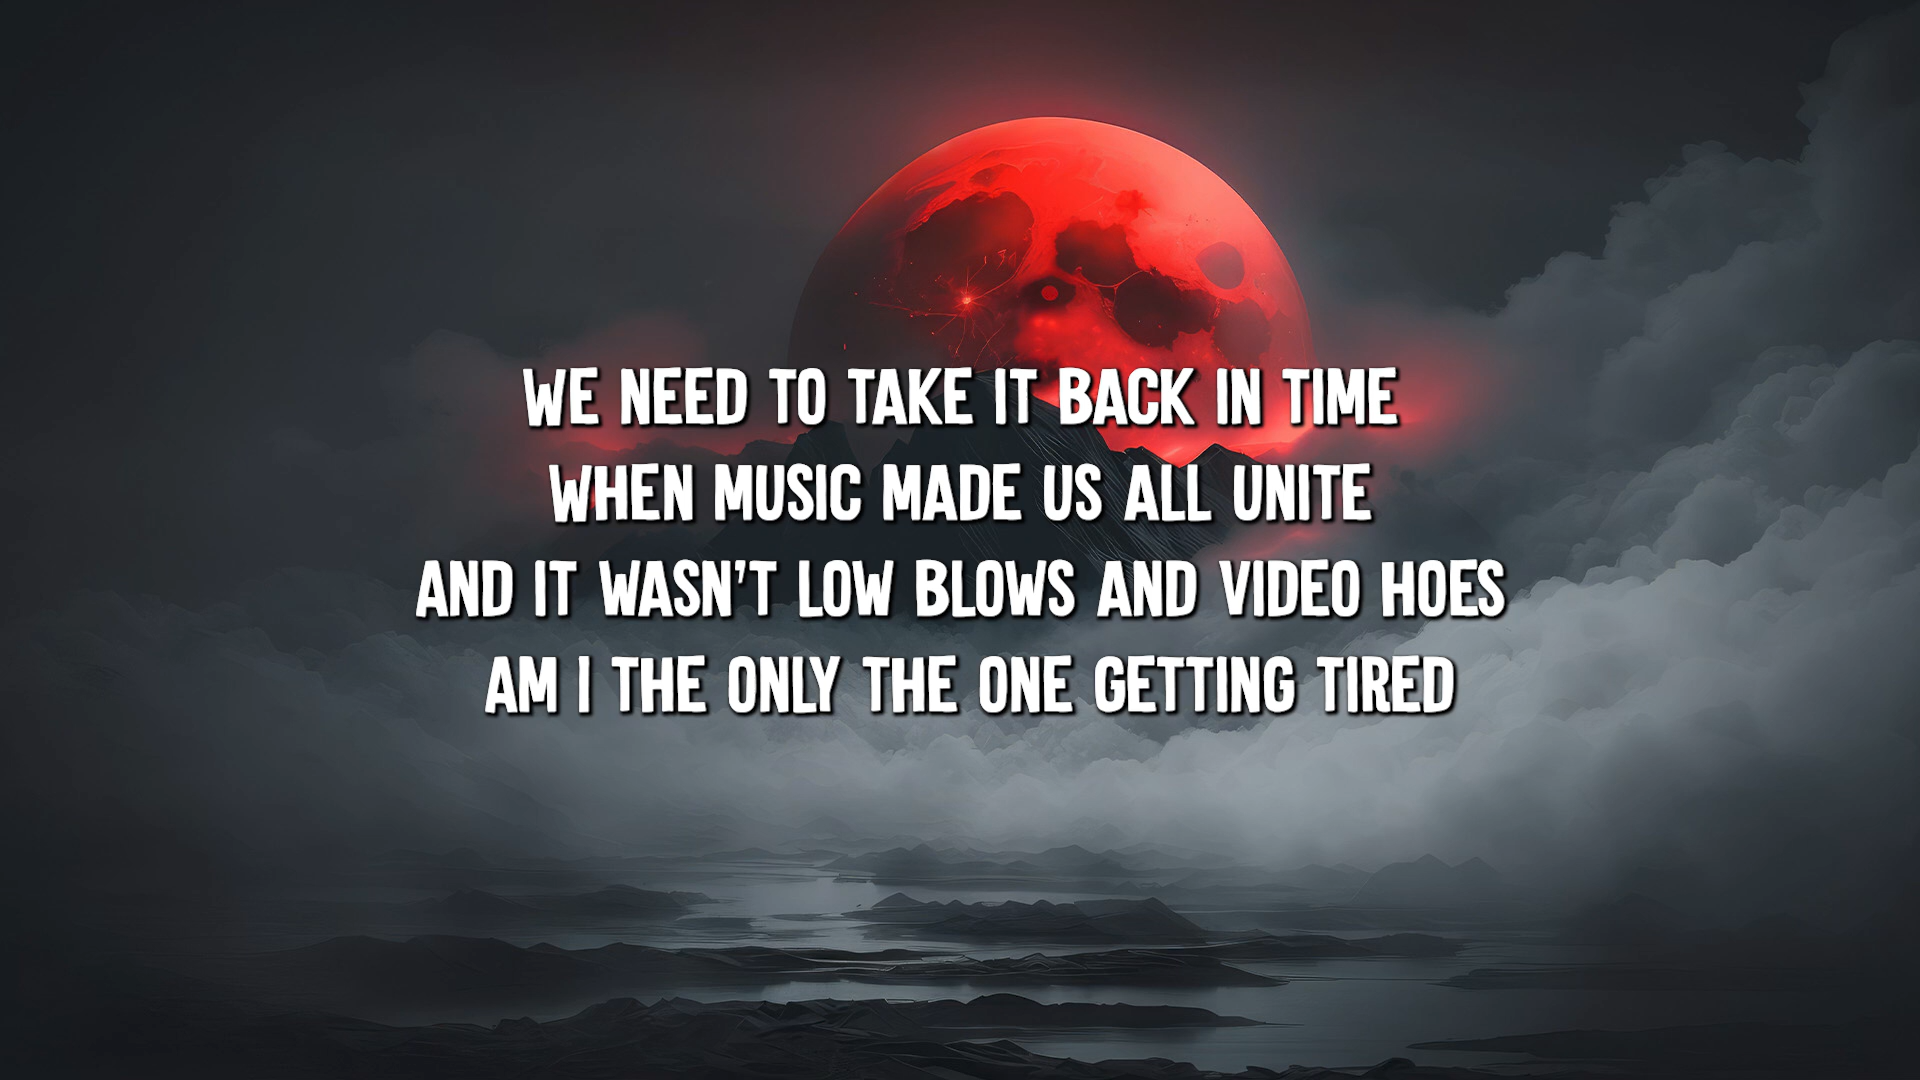 WE NEED TO TAKE IT BACK IN TIME
WHEN MUSIC MADE US ALL UNITE
AND IT WASN'T LOW BLOWS AND VIDEO HOES
AM I THE ONLY THE ONE GETTING TIRED